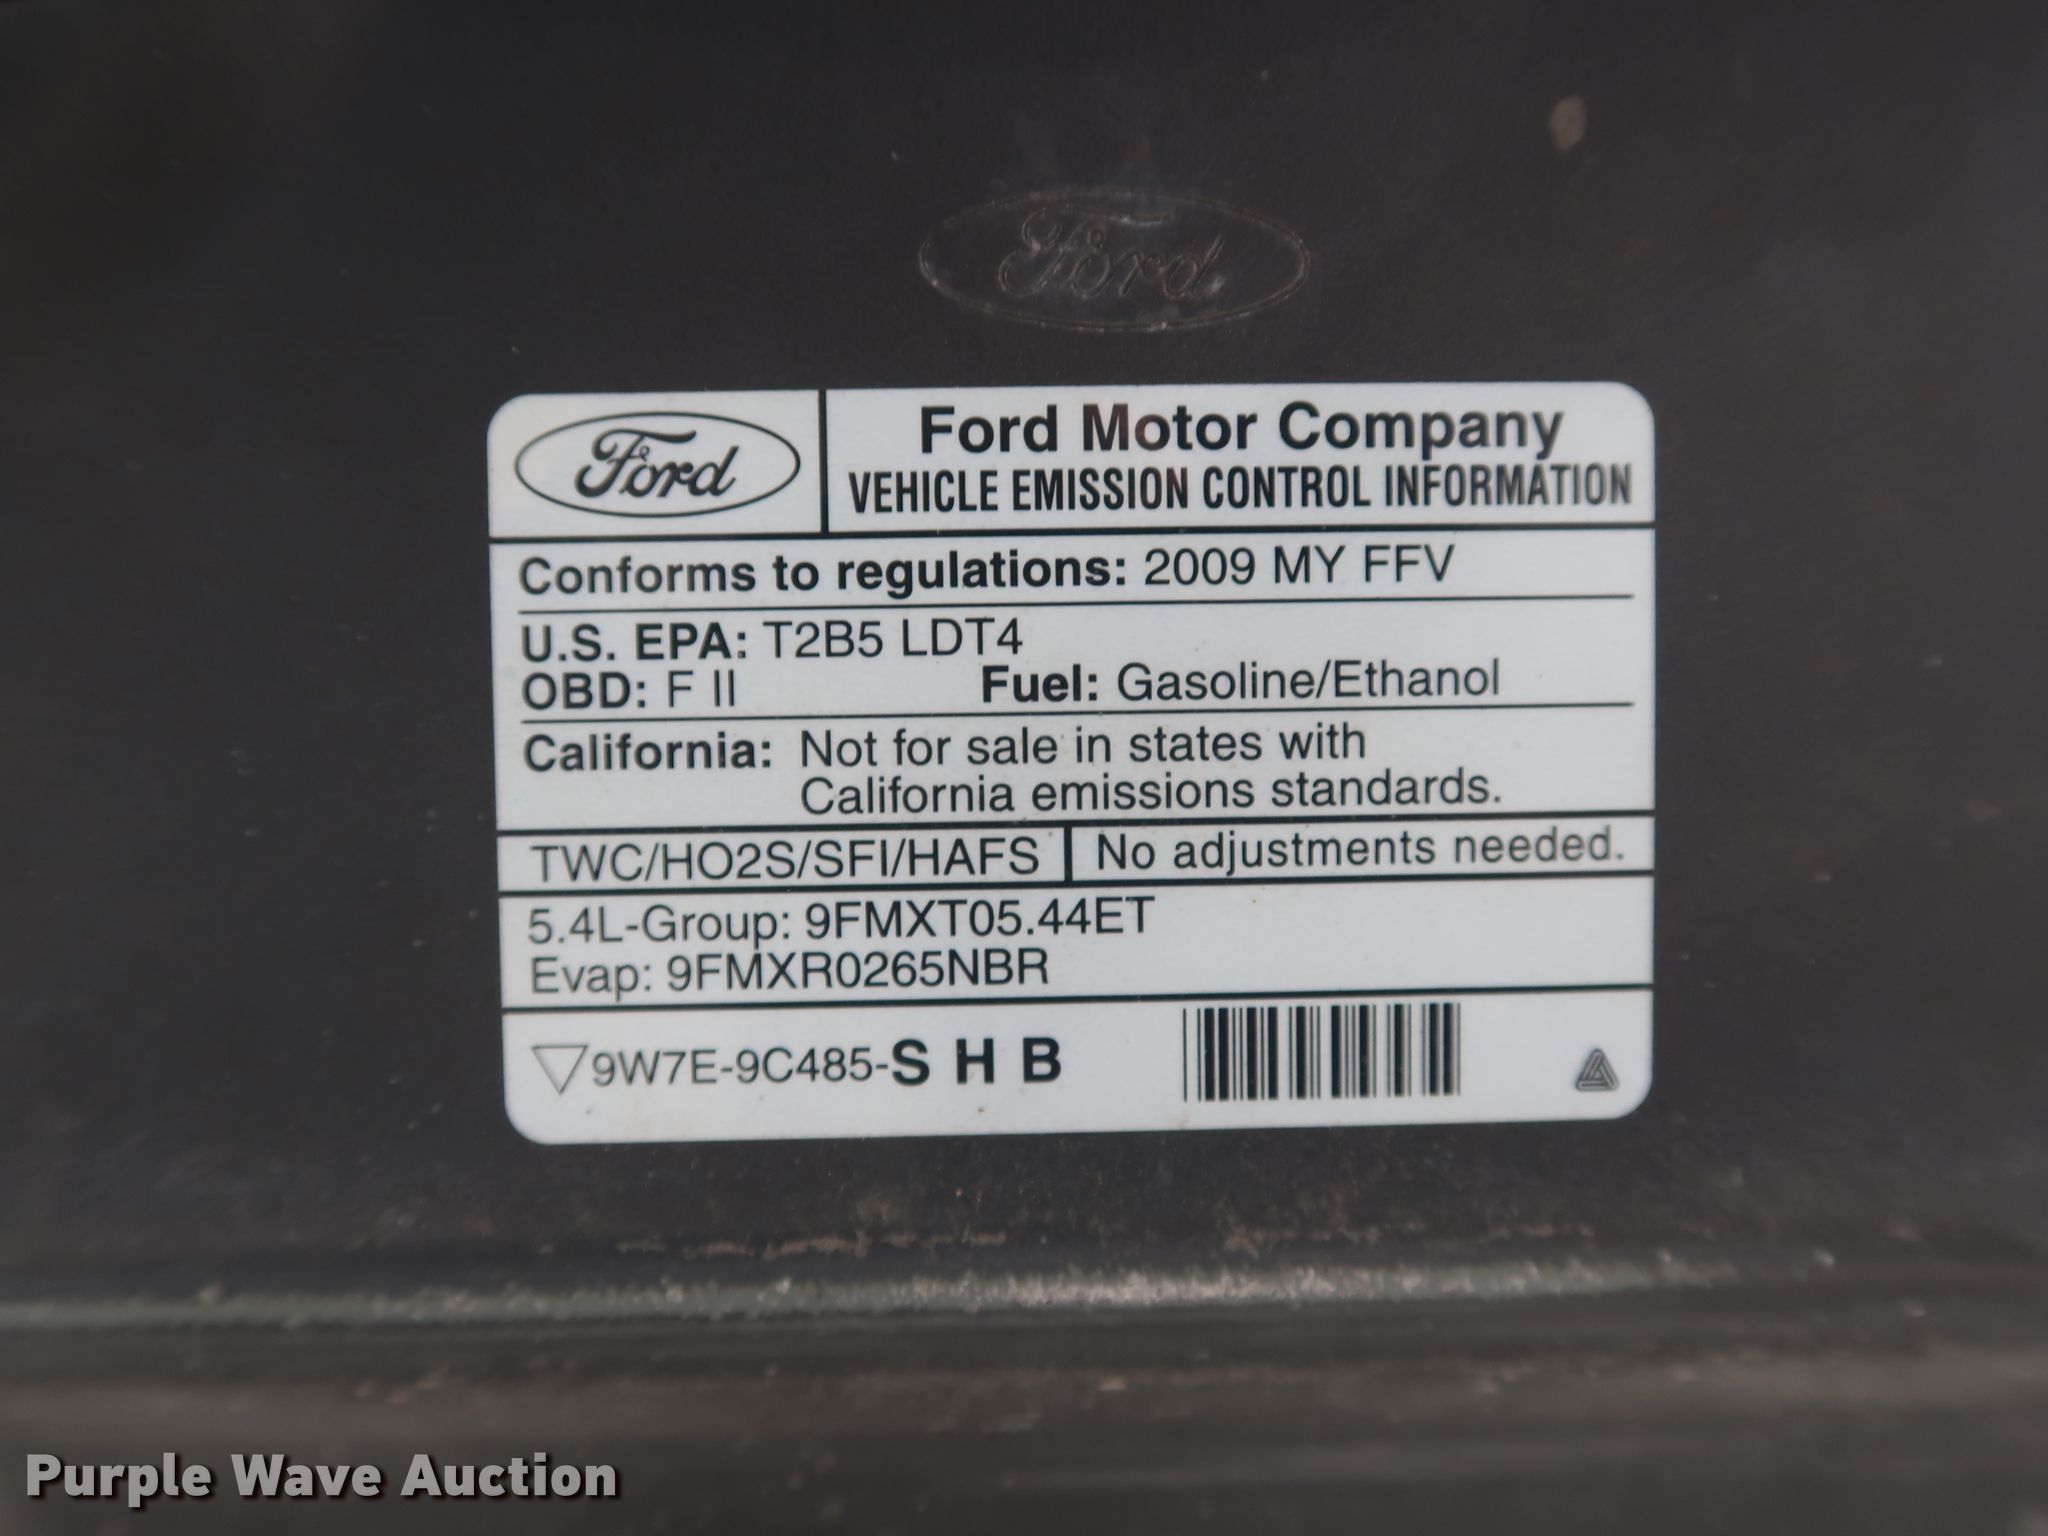 Ford
Ford
Ford Motor Company
VEHICLE EMISSION CONTROL INFORMATION
Conforms to regulations: 2009 MY FFV
U.S. EPA: T2B5 LDT4
OBD: F II Fuel: Gasoline/Ethanol
California: Not for sale in states with
California emissions standards.
TWC/HO2S/SFI/HAFS No adjustments needed.
5.4L-Group: 9FMXT05.44ET
Evap: 9FMXR0265NBR
9W7E-9C485-S H B
Purple Wave Auction